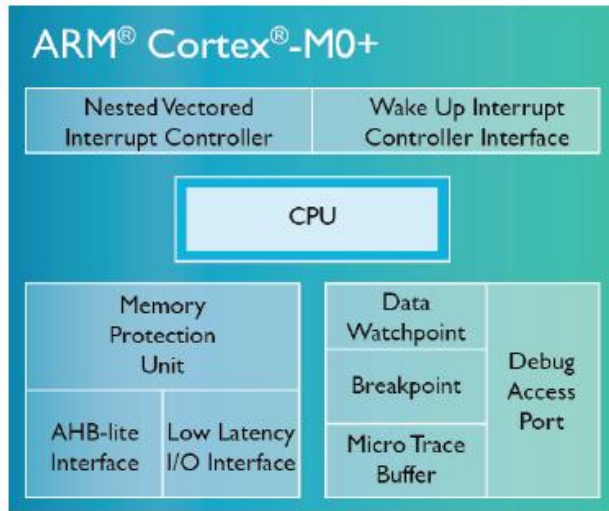 ARM® Cortex®-M0+
Nested Vectored
Interrupt Controller
Wake Up Interrupt
Controller Interface
CPU
Memory
Protection
Unit
AHB-lite
Interface
Low Latency
I/O Interface
Data
Watchpoint
Breakpoint
Micro Trace
Buffer
Debug
Access
Port